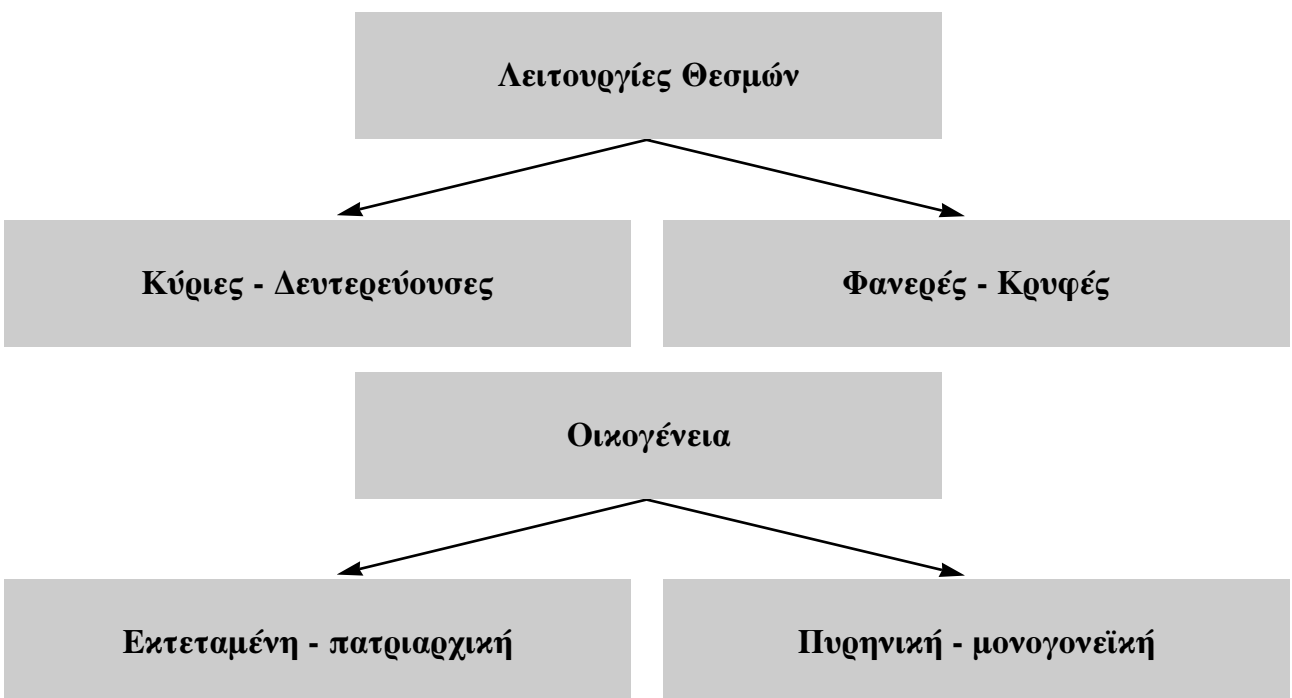 Λειτουργίες Θεσμών
Κύριες - Δευτερεύουσες
Φανερές - Κρυφές
Οικογένεια
Εκτεταμένη - πατριαρχική
Πυρηνική - μονογονεϊκή